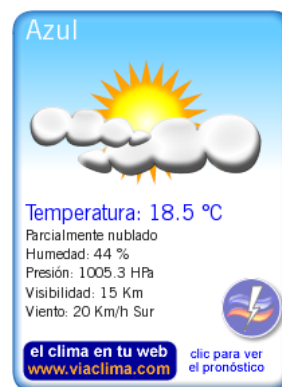 Azul
Temperatura: 18.5 °C
Parcialmente nublado
Humedad: 44 %
Presión: 1005.3 HPa
Visibilidad: 15 Km
Viento: 20 Km/h Sur
el clima en tu web
www.viaclima.com
clic para ver
el pronóstico